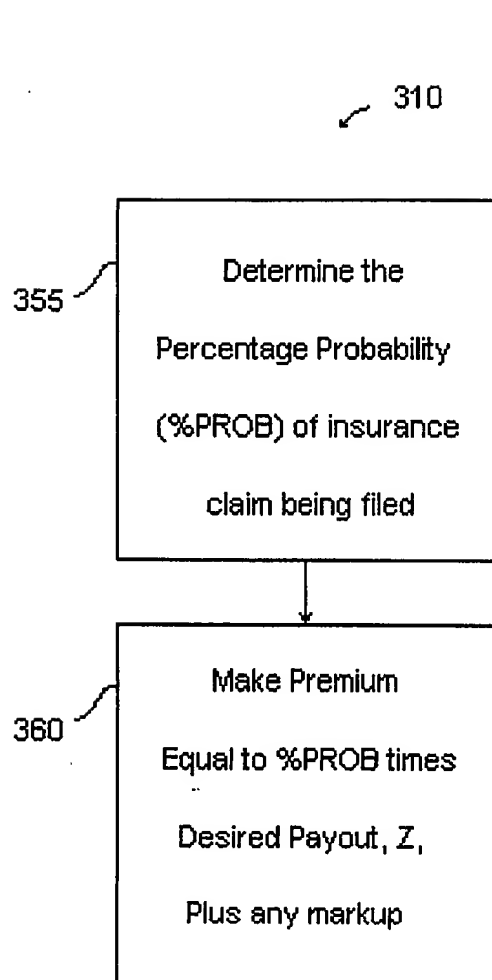 310
355
Determine the
Percentage Probability
(%PROB) of insurance
claim being filed
360
Make Premium
Equal to %PROB times
Desired Payout, Z,
Plus any markup